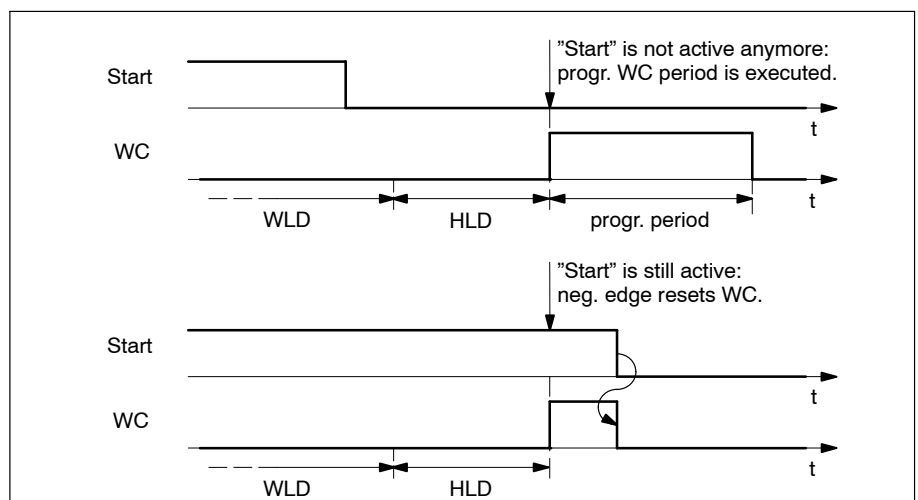 ”Start” is not active anymore:
progr. WC period is executed.
Start
t
WC
t
WLD
HLD
progr. period
”Start” is still active:
neg. edge resets WC.
Start
t
WC
t
WLD
HLD